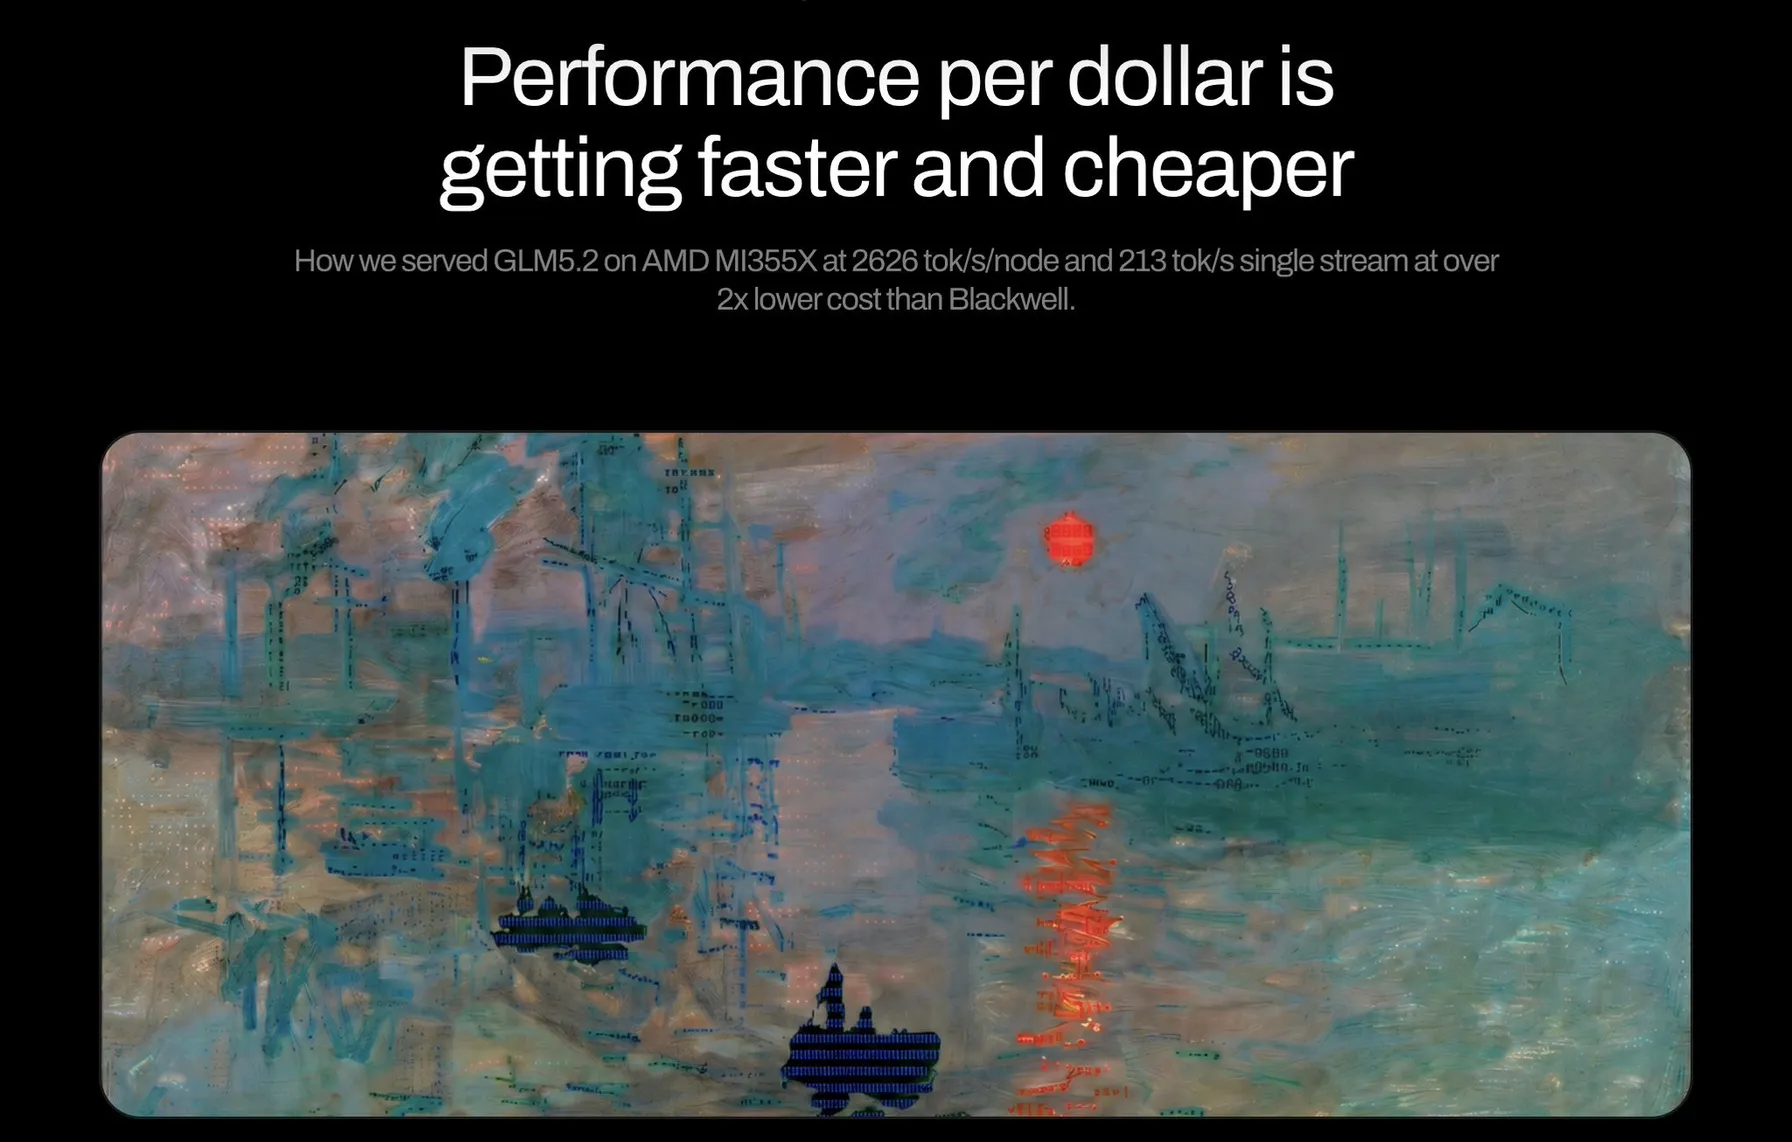 Performance per dollar is
getting faster and cheaper
How we served GLM5.2 on AMD MI355X at 2626 tok/s/node and 213 tok/s single stream at over
2x lower cost than Blackwell.